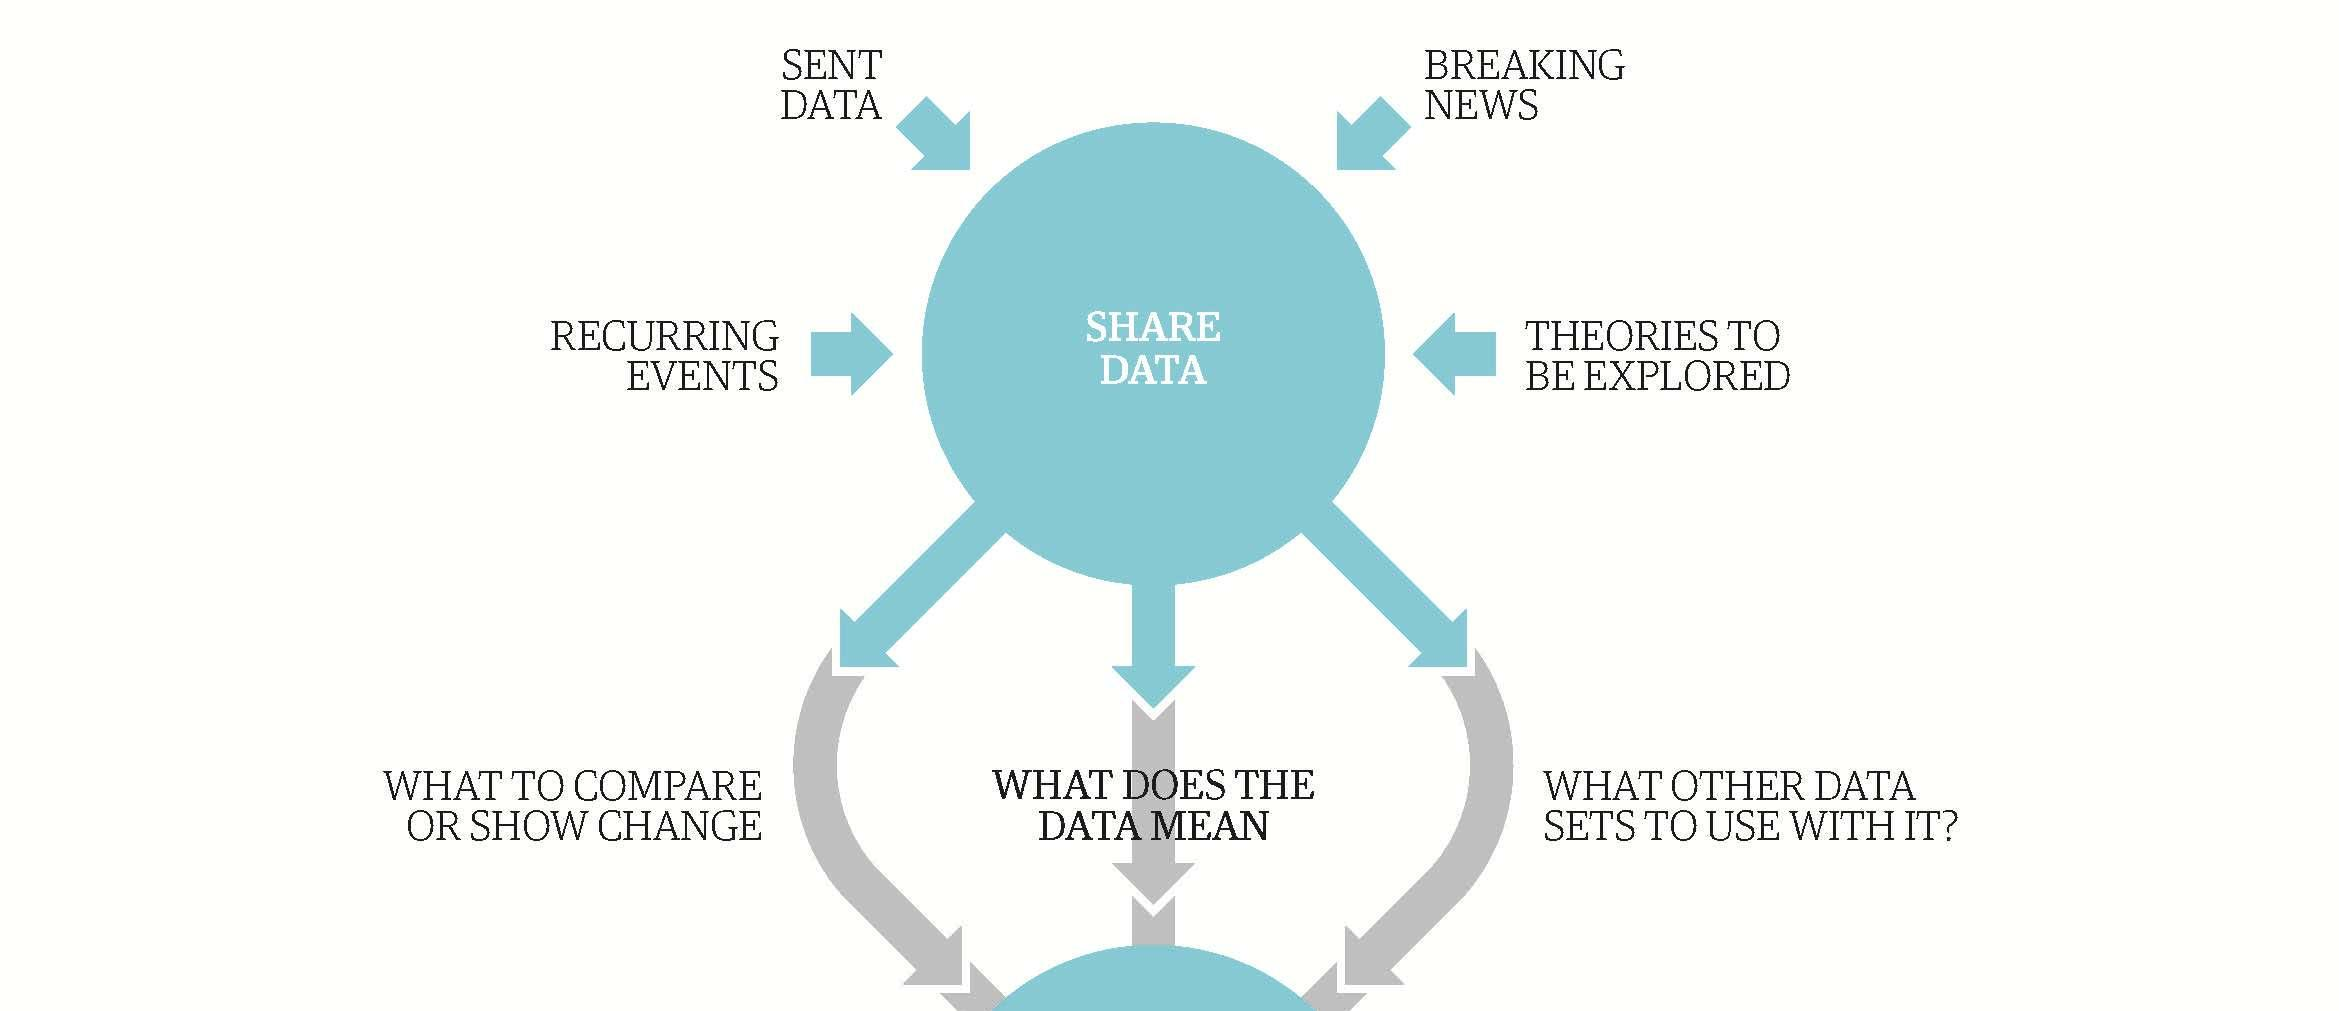 SENT
DATA
BREAKING
NEWS
RECURRING
EVENTS
SHARE
DATA
THEORIES TO
BE EXPLORED
WHAT TO COMPARE
OR SHOW CHANGE
WHAT DOES THE
DATA MEAN
WHAT OTHER DATA
SETS TO USE WITH IT?